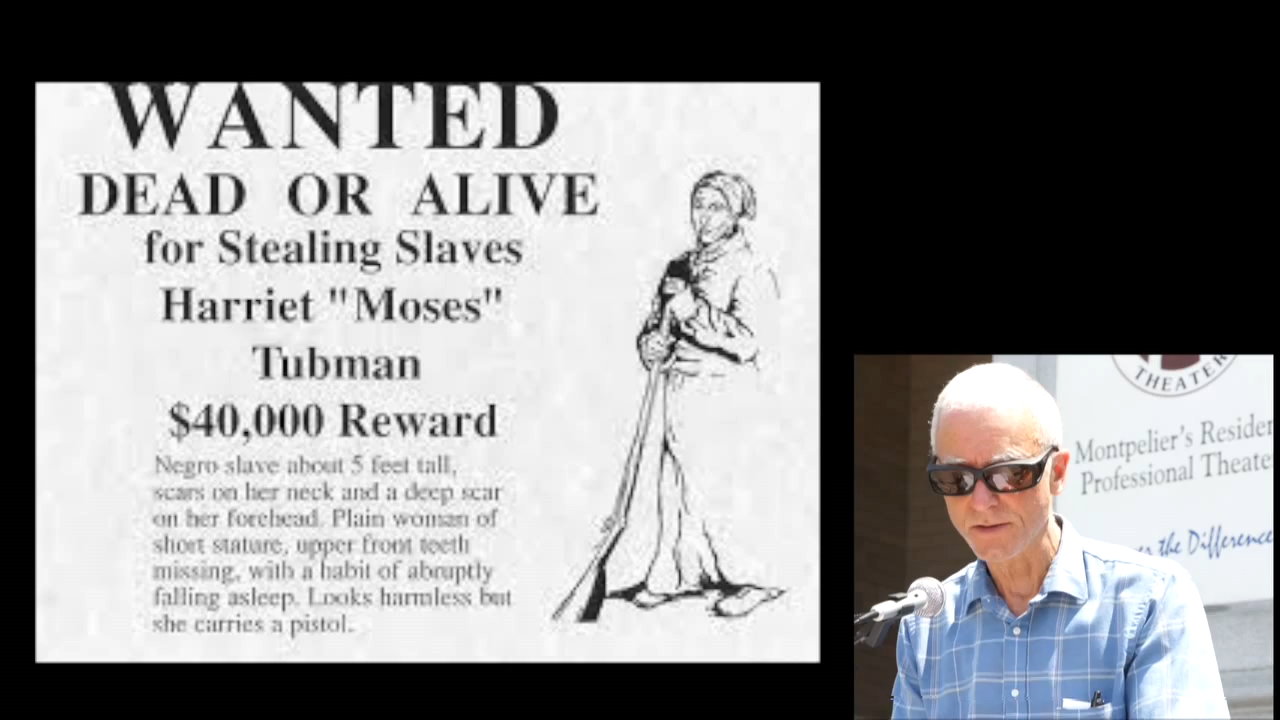 WANTED
DEAD OR ALIVE
for Stealing Slaves
Harriet "Moses"
Tubman
$40,000 Reward
Negro slave about 5 feet tall,
scars on her neck and a deep scar
on her forehead. Plain woman of
short stature, upper front teeth
missing, with a habit of abruptly
falling asleep. Looks harmless but
she carries a pistol.
THEATER
Montpelier's
Professional
the Difference